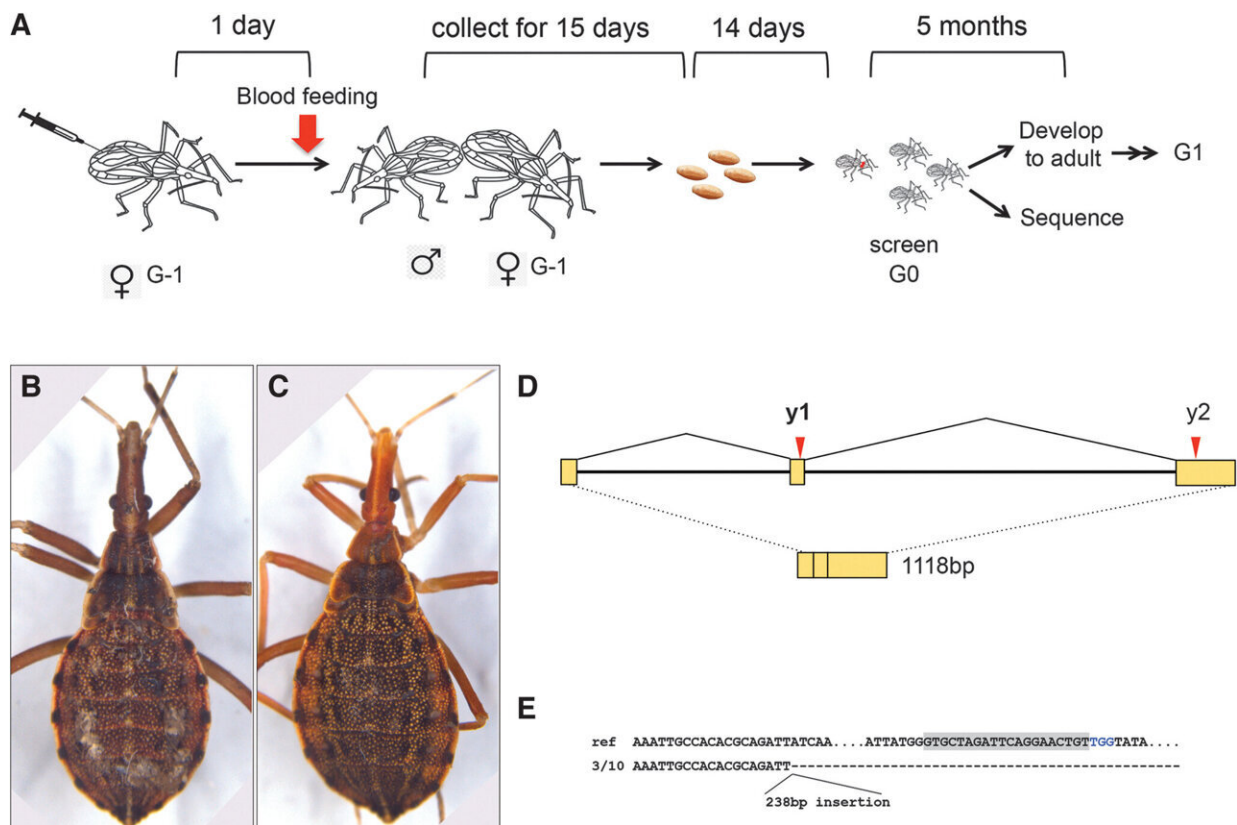 A
1 day
collect for 15 days
14 days
5 months
Blood feeding
Develop
to adult
G1
Sequence
screen
G0
♀ G-1
♂
♀ G-1
B
C
D
y1
y2
1118bp
E
ref AAATTGCCACACGCAGATTATCAA....ATTATGGGTGCTAGATTCAGGAACTGTTGGTATA....
3/10 AAATTGCCACACGCAGATT-----------------------------------------------
238bp insertion